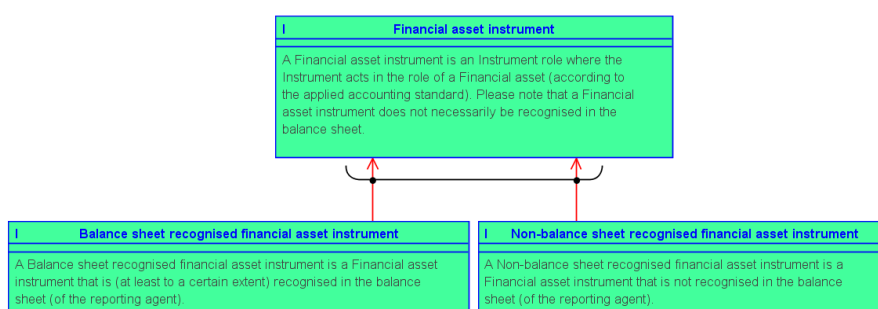 I Financial asset instrument
A Financial asset instrument is an Instrument role where the
Instrument acts in the role of a Financial asset (according to
the applied accounting standard). Please note that a Financial
asset instrument does not necessarily be recognised in the
balance sheet.
I Balance sheet recognised financial asset instrument
A Balance sheet recognised financial asset instrument is a Financial asset
instrument that is (at least to a certain extent) recognised in the balance
sheet (of the reporting agent).
I Non-balance sheet recognised financial asset instrument
A Non-balance sheet recognised financial asset instrument is a
Financial asset instrument that is not recognised in the balance
sheet (of the reporting agent).